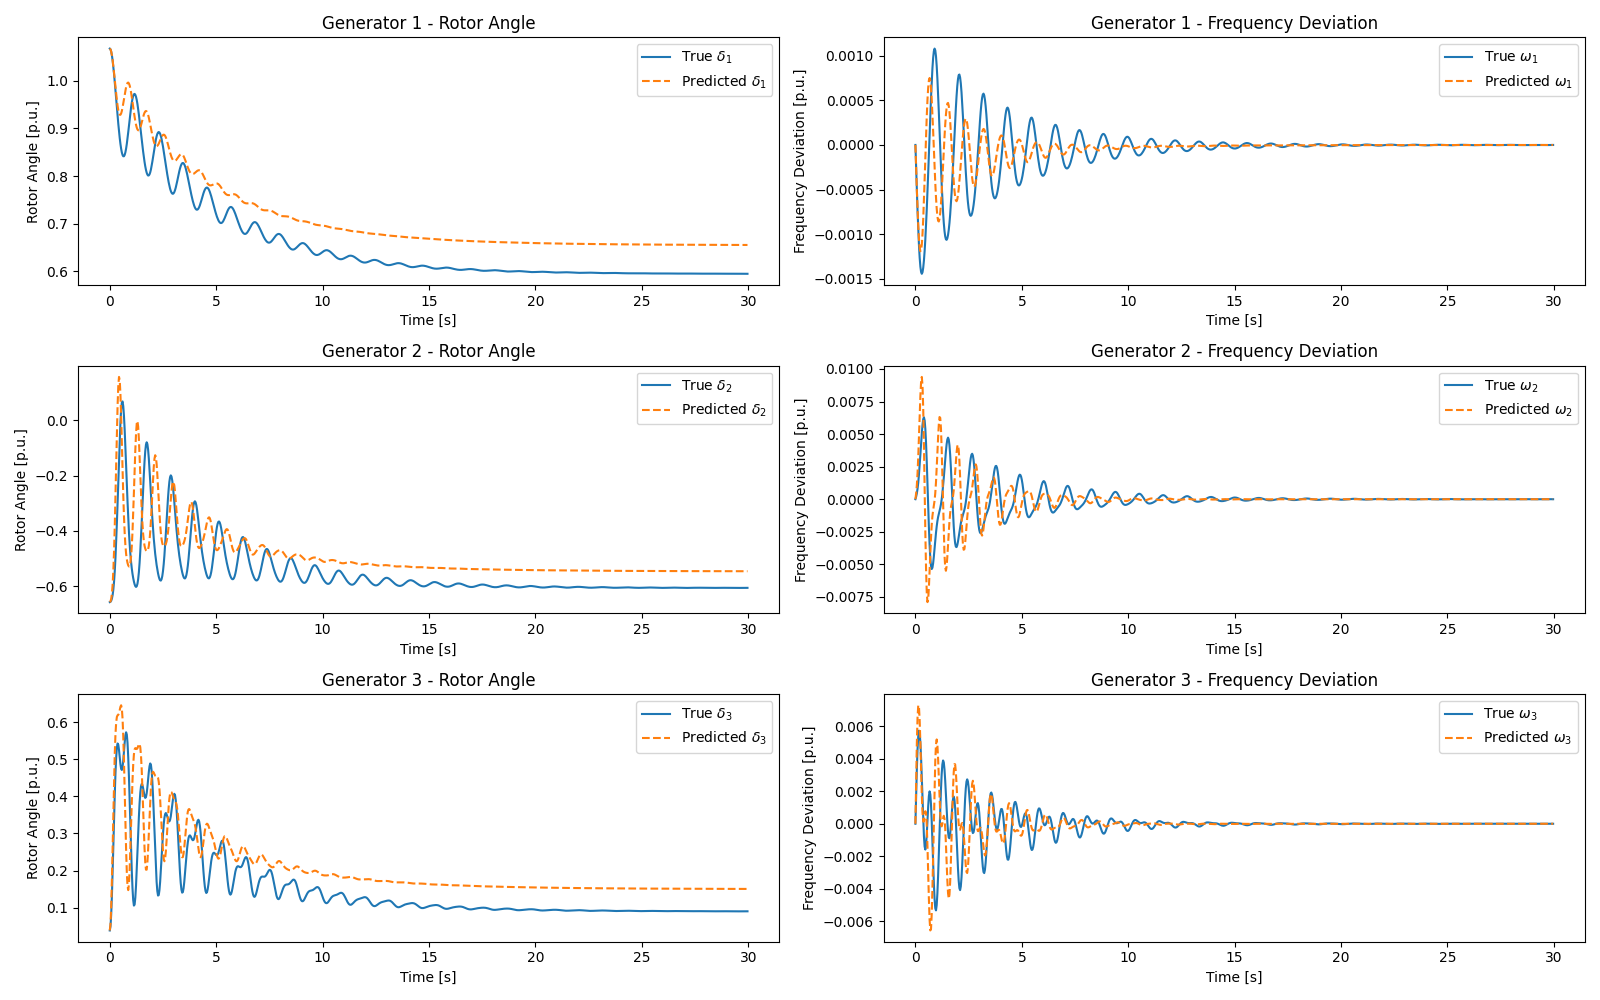 Generator 1 - Rotor Angle
Rotor Angle [p.u.]
1.0
0.9
0.8
0.7
0.6
True δ1
Predicted δ1
0 5 10 15 20 25 30
Time [s]
Generator 1 - Frequency Deviation
Frequency Deviation [p.u.]
0.0010
0.0005
0.0000
−0.0005
−0.0010
−0.0015
True ω1
Predicted ω1
0 5 10 15 20 25 30
Time [s]
Generator 2 - Rotor Angle
Rotor Angle [p.u.]
0.0
−0.2
−0.4
−0.6
True δ2
Predicted δ2
0 5 10 15 20 25 30
Time [s]
Generator 2 - Frequency Deviation
Frequency Deviation [p.u.]
0.0100
0.0075
0.0050
0.0025
0.0000
−0.0025
−0.0050
−0.0075
True ω2
Predicted ω2
0 5 10 15 20 25 30
Time [s]
Generator 3 - Rotor Angle
Rotor Angle [p.u.]
0.6
0.5
0.4
0.3
0.2
0.1
True δ3
Predicted δ3
0 5 10 15 20 25 30
Time [s]
Generator 3 - Frequency Deviation
Frequency Deviation [p.u.]
0.006
0.004
0.002
0.000
−0.002
−0.004
−0.006
True ω3
Predicted ω3
0 5 10 15 20 25 30
Time [s]